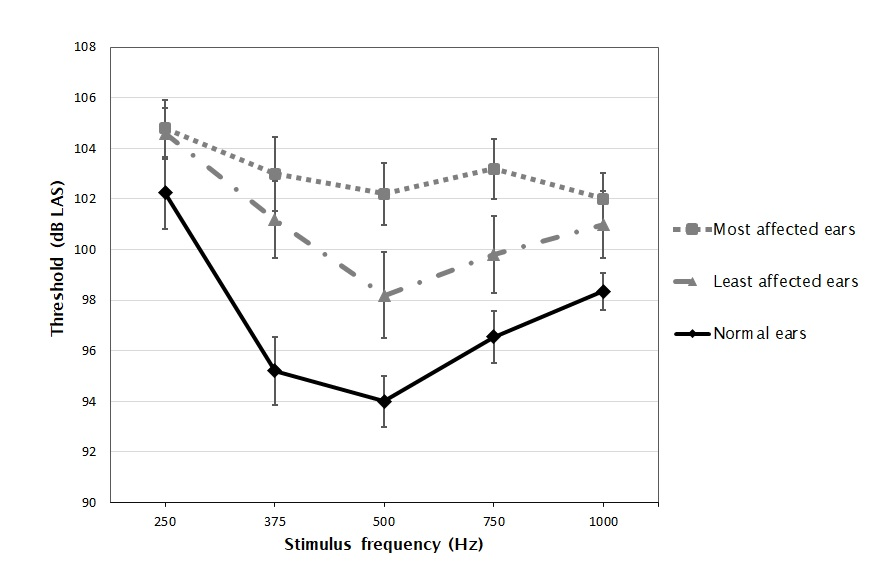 108
106
104
102
100
98
96
94
92
90
Threshold (dB LAS)
250 375 500 750 1000
Stimulus frequency (Hz)
Most affected ears
Least affected ears
Normal ears